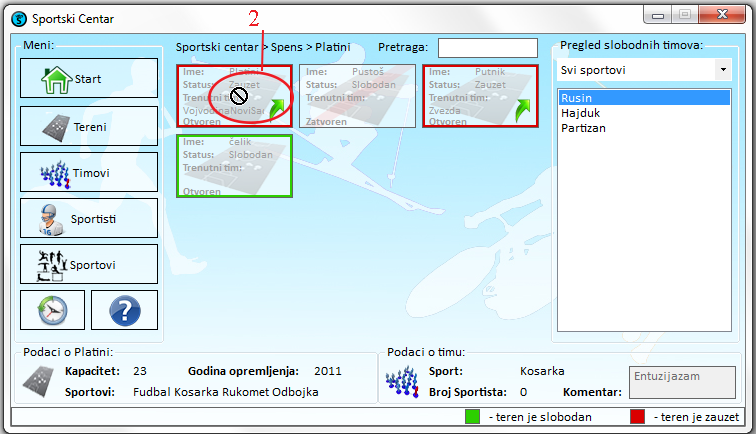 Sportski Centar
2
Meni:
Start
Tereni
Timovi
Sportisti
Sportovi
Sportski centar > Spens > Platini
Pretraga:
Ime: Platini
Status: Zauzet
Trenutni tim:
VojvodinaNoviSad
Otvoren
Ime: Pustoš
Status: Slobodan
Trenutni tim:
Zatvoren
Ime: Putnik
Status: Zauzet
Trenutni tim:
Zvezda
Otvoren
Ime: čelik
Status: Slobodan
Trenutni tim:
Otvoren
Pregled slobodnih timova:
Svi sportovi
Rusin
Hajduk
Partizan
Podaci o Platini:
Kapacitet: 23 Godina opremljenja: 2011
Sportovi: Fudbal Kosarka Rukomet Odbojka
Podaci o timu:
Sport: Kosarka
Broj Sportista: 0 Komentar: Entuzijazam
- teren je slobodan - teren je zauzet